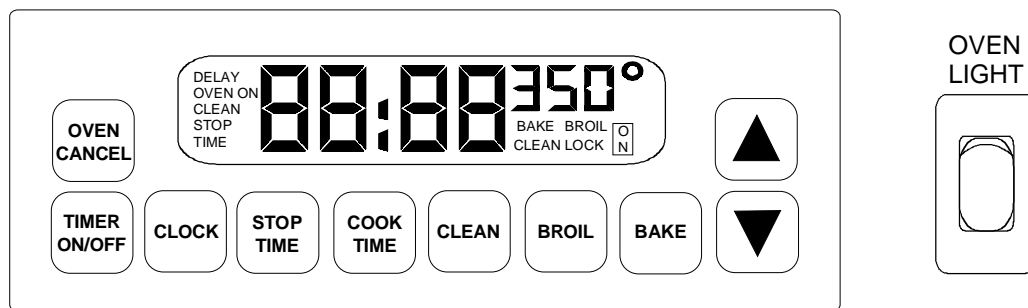 OVEN
LIGHT
DELAY
OVEN ON
CLEAN
STOP
TIME
88:88
350°
BAKE BROIL
CLEAN LOCK
ON
OVEN
CANCEL
▲
TIMER
ON/OFF
CLOCK
STOP
TIME
COOK
TIME
CLEAN
BROIL
BAKE
▼